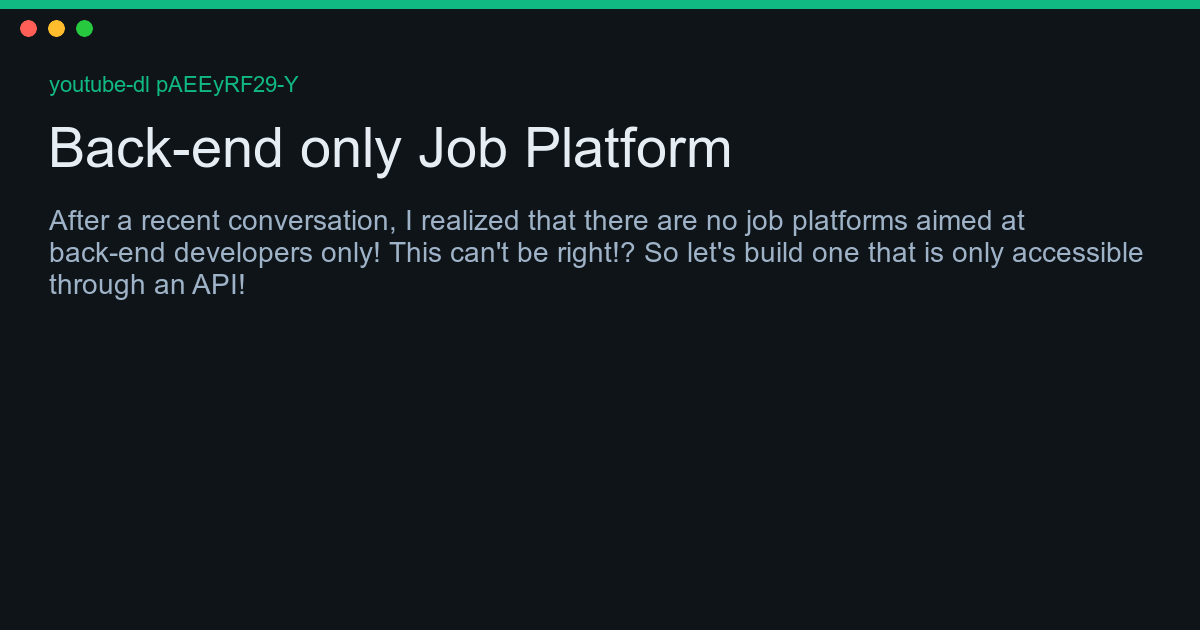 youtube-dl pAEEyRF29-Y
Back-end only Job Platform
After a recent conversation, I realized that there are no job platforms aimed at
back-end developers only! This can't be right!? So let's build one that is only accessible
through an API!